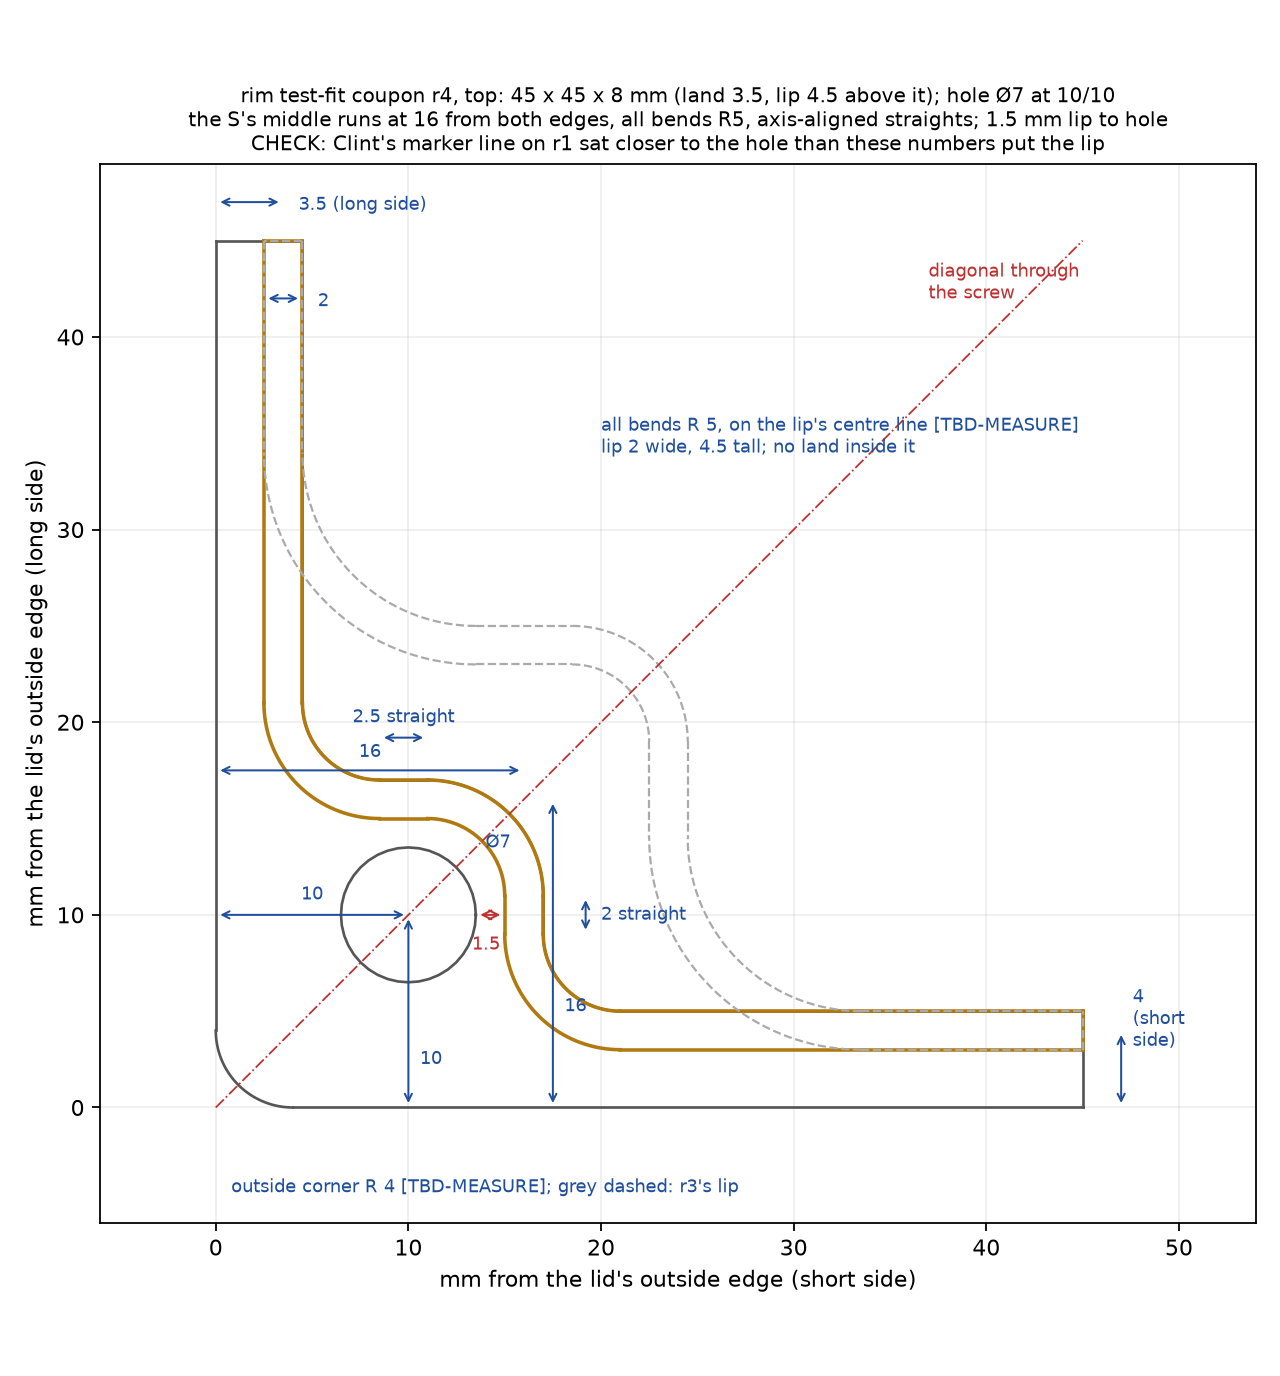 rim test-fit coupon r4, top: 45 x 45 x 8 mm (land 3.5, lip 4.5 above it); hole Ø7 at 10/10
the S's middle runs at 16 from both edges, all bends R5, axis-aligned straights; 1.5 mm lip to hole
CHECK: Clint's marker line on r1 sat closer to the hole than these numbers put the lip
3.5 (long side)
diagonal through
the screw
2
all bends R 5, on the lip's centre line [TBD-MEASURE]
lip 2 wide, 4.5 tall; no land inside it
2.5 straight
16
Ø7
10
2 straight
1.5
16
4
(short
side)
10
outside corner R 4 [TBD-MEASURE]; grey dashed: r3's lip
40
30
20
10
0
mm from the lid's outside edge (long side)
0
10
20
30
40
50
mm from the lid's outside edge (short side)